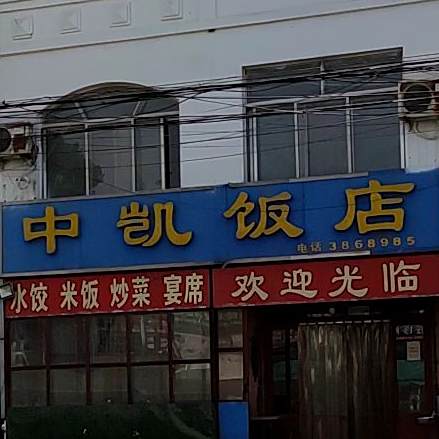 中凯饭店
电话 3868985
水饺 米饭 炒菜 宴席
欢迎光临